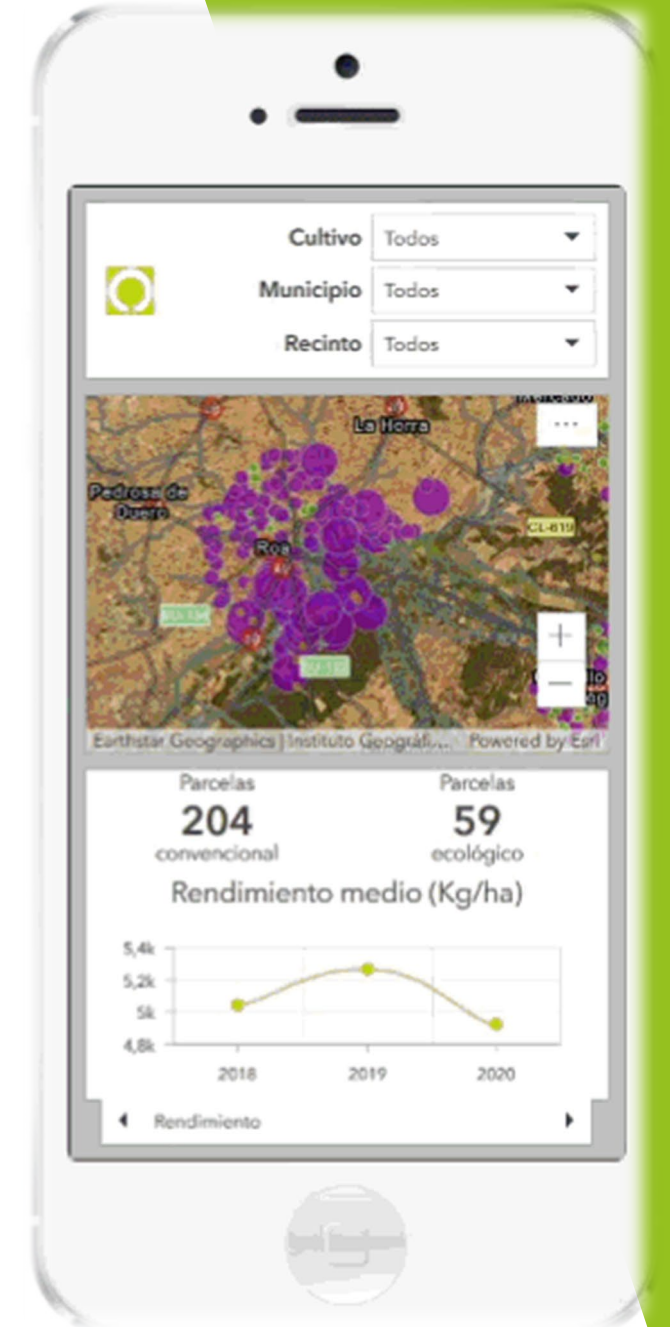 Cultivo Todos
Municipio Todos
Recinto Todos
La Horra
...
Pedrosa de
Duero
CL-619
Roa
+
−
Earthstar Geographics | Instituto Geográfi... Powered by Esri
Parcelas Parcelas
204 59
convencional ecológico
Rendimiento medio (Kg/ha)
5,4k
5,2k
5k
4,8k
2018 2019 2020
Rendimiento